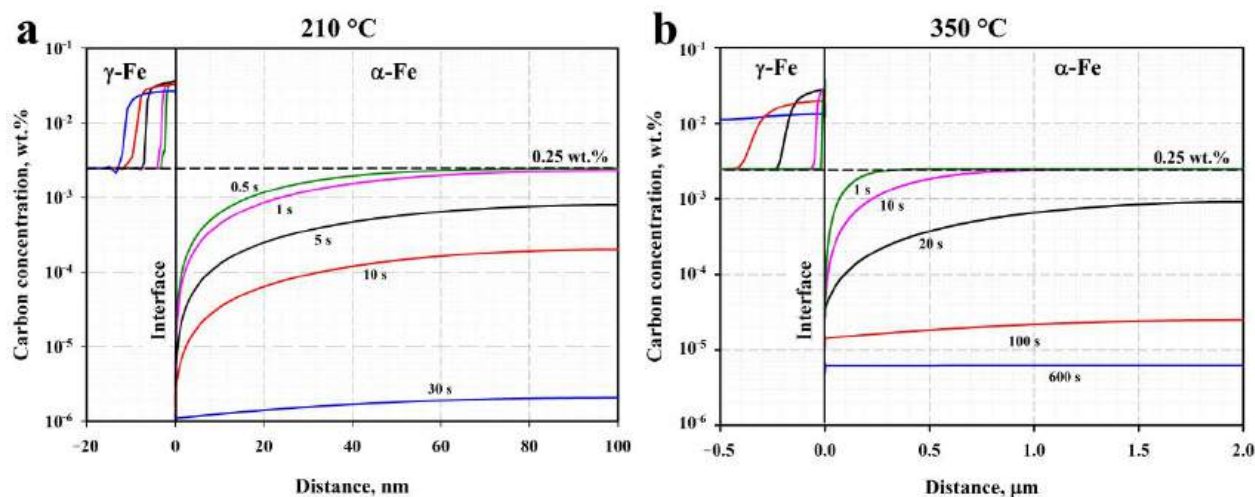 a
210 °C
10⁻¹
10⁻²
10⁻³
10⁻⁴
10⁻⁵
10⁻⁶
Carbon concentration, wt.%
γ-Fe
α-Fe
0.25 wt.%
0.5 s
1 s
5 s
10 s
30 s
Interface
−20
0
20
40
60
80
100
Distance, nm
b
350 °C
10⁻¹
10⁻²
10⁻³
10⁻⁴
10⁻⁵
10⁻⁶
Carbon concentration, wt.%
γ-Fe
α-Fe
0.25 wt.%
1 s
10 s
20 s
100 s
600 s
Interface
−0.5
0.0
0.5
1.0
1.5
2.0
Distance, μm